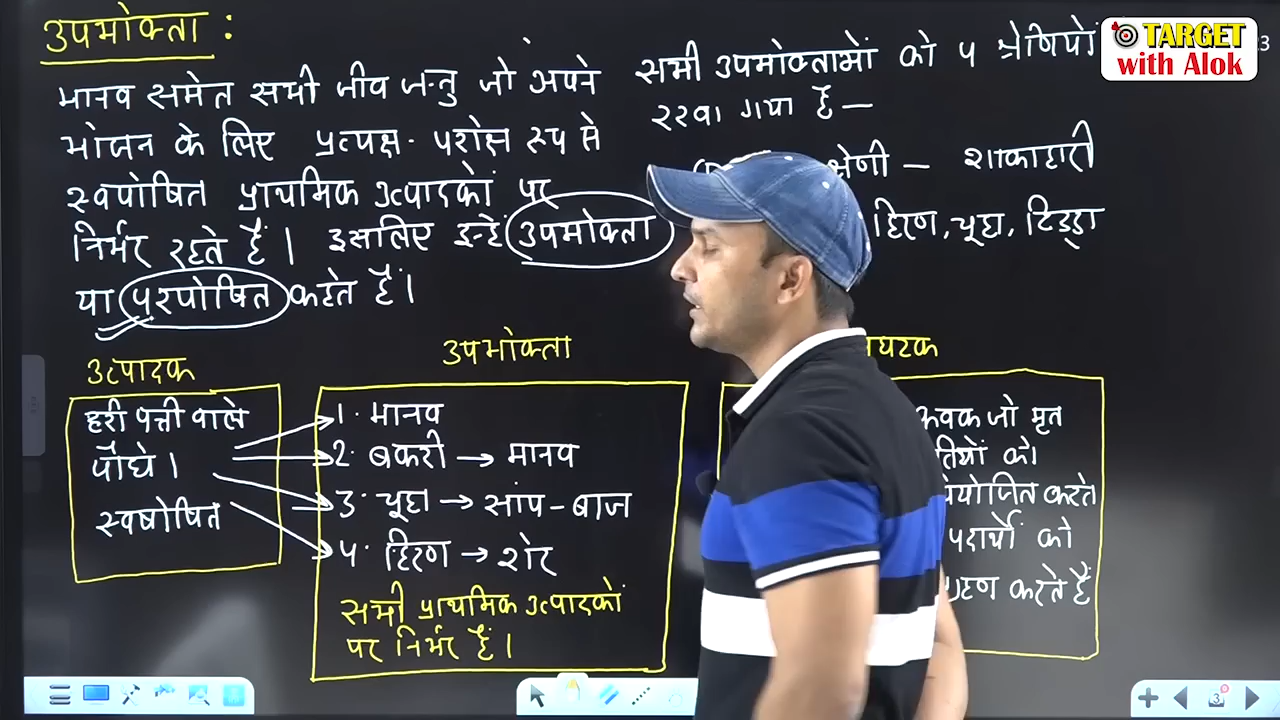 उपभोक्ता :
मानव समेत सभी जीव जन्तु जो अपने
भोजन के लिए प्रत्यक्ष - परोक्ष रूप से
स्वपोषित प्राथमिक उत्पादकों पर
निर्भर रहते हैं। इसलिए इन्हें उपभोक्ता
या परपोषित कहते हैं।
सभी उपभोक्ताओं को ५ श्रेणियों
रखा गया है —
श्रेणी — शाकाहारी
हिरण, चूहा, टिड्डा
TARGET
with Alok
उत्पादक
हरी पत्ती वाले
पौधे।
स्वपोषित
उपभोक्ता
1. मानव
2. बकरी → मानव
3. चूहा → सांप - बाज
4. हिरण → शेर
सभी प्राथमिक उत्पादकों
पर निर्भर हैं।
कवक जो मृत
को।
करते
पदार्थों को
ग्रहण करते हैं